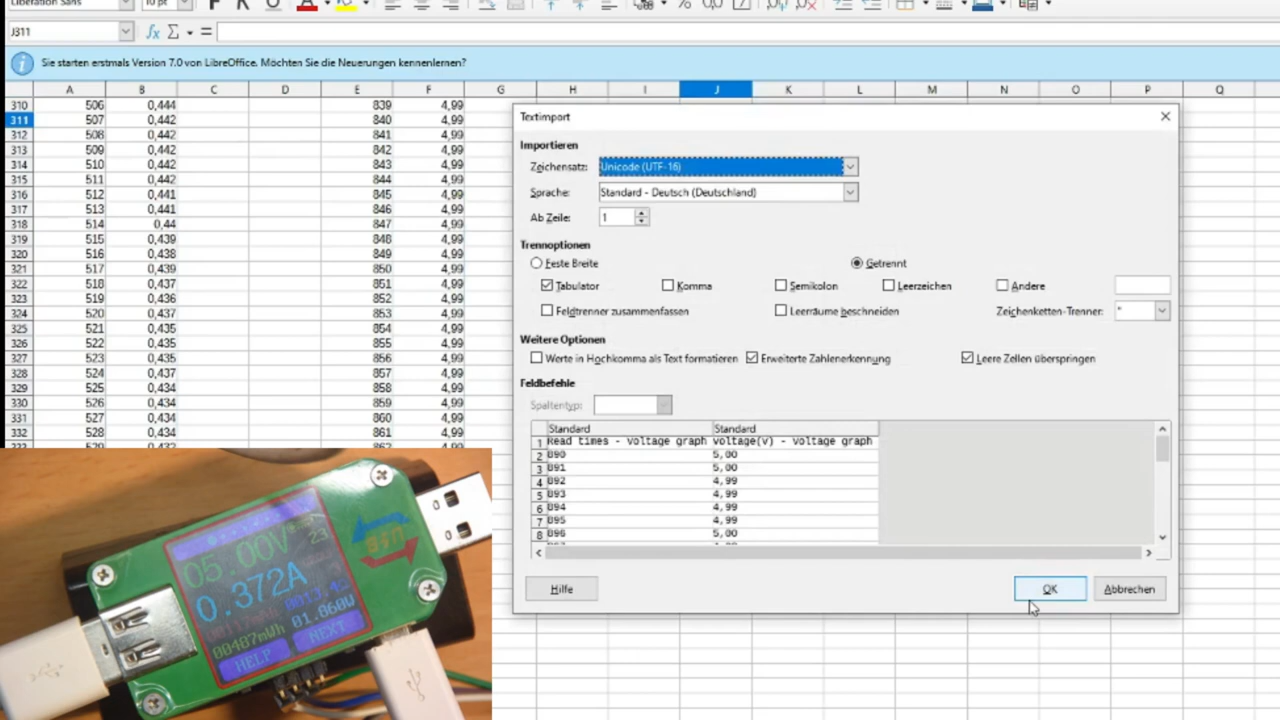 Liberation Sans 10 pt F K U A
J311 fx Σ =
Sie starten erstmals Version 7.0 von LibreOffice. Möchten Sie die Neuerungen kennenlernen?
A B C D E F G H I J K L M N O P Q
310 506 0,444 839 4,99
311 507 0,442 840 4,99
312 508 0,442 841 4,99
313 509 0,442 842 4,99
314 510 0,442 843 4,99
315 511 0,442 844 4,99
316 512 0,441 845 4,99
317 513 0,441 846 4,99
318 514 0,44 847 4,99
319 515 0,439 848 4,99
320 516 0,438 849 4,99
321 517 0,439 850 4,99
322 518 0,437 851 4,99
323 519 0,436 852 4,99
324 520 0,437 853 4,99
325 521 0,435 854 4,99
326 522 0,435 855 4,99
327 523 0,435 856 4,99
328 524 0,437 857 4,99
329 525 0,434 858 4,99
330 526 0,434 859 4,99
331 527 0,434 860 4,99
332 528 0,434 861 4,99
Textimport
Importieren
Zeichensatz: Unicode (UTF-16)
Sprache: Standard - Deutsch (Deutschland)
Ab Zeile: 1
Trennoptionen
Feste Breite Getrennt
Tabulator Komma Semikolon Leerzeichen Andere
Feldtrenner zusammenfassen Leerräume beschneiden Zeichenketten-Trenner: "
Weitere Optionen
Werte in Hochkomma als Text formatieren Erweiterte Zahlenerkennung Leere Zellen überspringen
Feldbefehle
Spaltentyp:
Standard Standard
1 Read times - voltage graph voltage(v) - voltage graph
2 890 5,00
3 891 5,00
4 892 4,99
5 893 4,99
6 894 4,99
7 895 4,99
8 896 5,00
Hilfe OK Abbrechen
05.00V
0.372A
00487mWh 01.860W
HELP NEXT